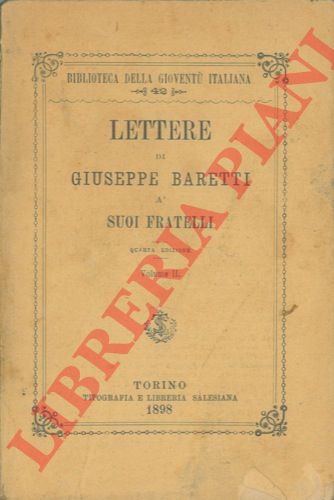 BIBLIOTECA DELLA GIOVENTÙ ITALIANA
42
LETTERE
DI
GIUSEPPE BARETTI
A'
SUOI FRATELLI
QUARTA EDIZIONE
Volume II.
TORINO
TIPOGRAFIA E LIBRERIA SALESIANA
1898
LIBRERIA PIANI